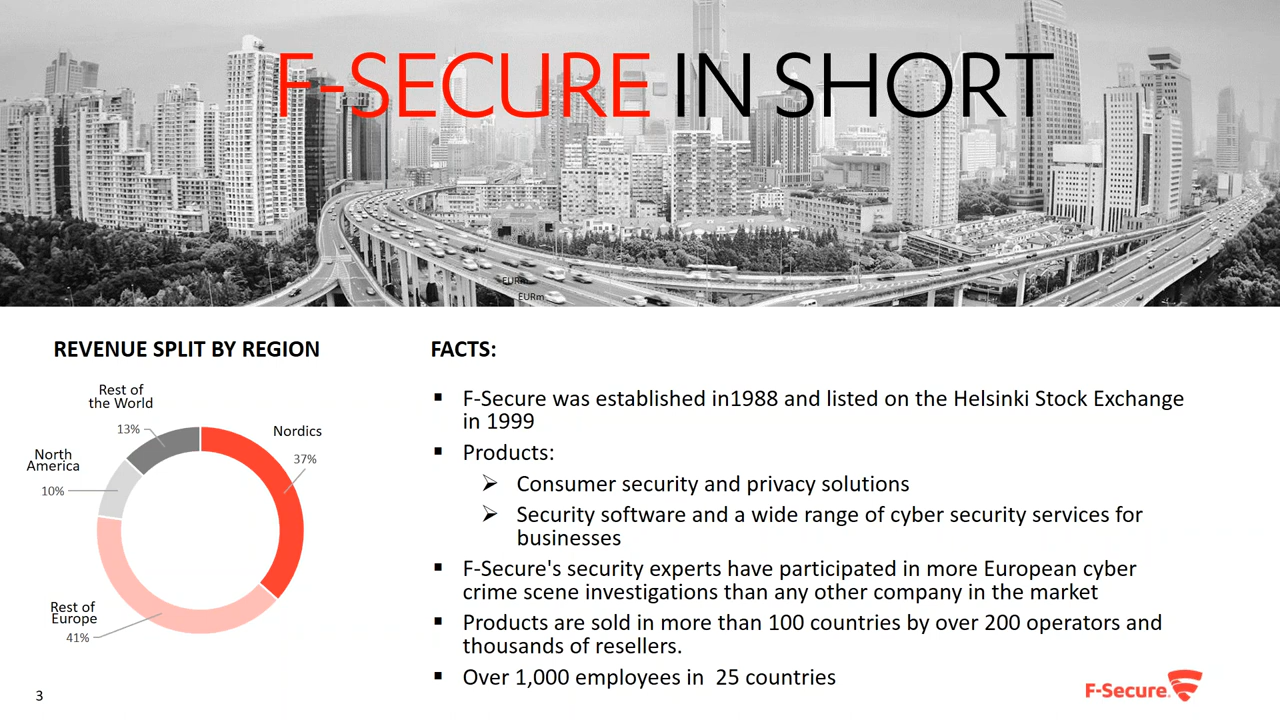 F-SECURE IN SHORT
EURm
EURm
REVENUE SPLIT BY REGION
Rest of
the World
13%
Nordics
37%
North
America
10%
Rest of
Europe
41%
FACTS:
▪ F-Secure was established in1988 and listed on the Helsinki Stock Exchange
in 1999
▪ Products:
➢ Consumer security and privacy solutions
➢ Security software and a wide range of cyber security services for
businesses
▪ F-Secure's security experts have participated in more European cyber
crime scene investigations than any other company in the market
▪ Products are sold in more than 100 countries by over 200 operators and
thousands of resellers.
▪ Over 1,000 employees in  25 countries
3
F-Secure.